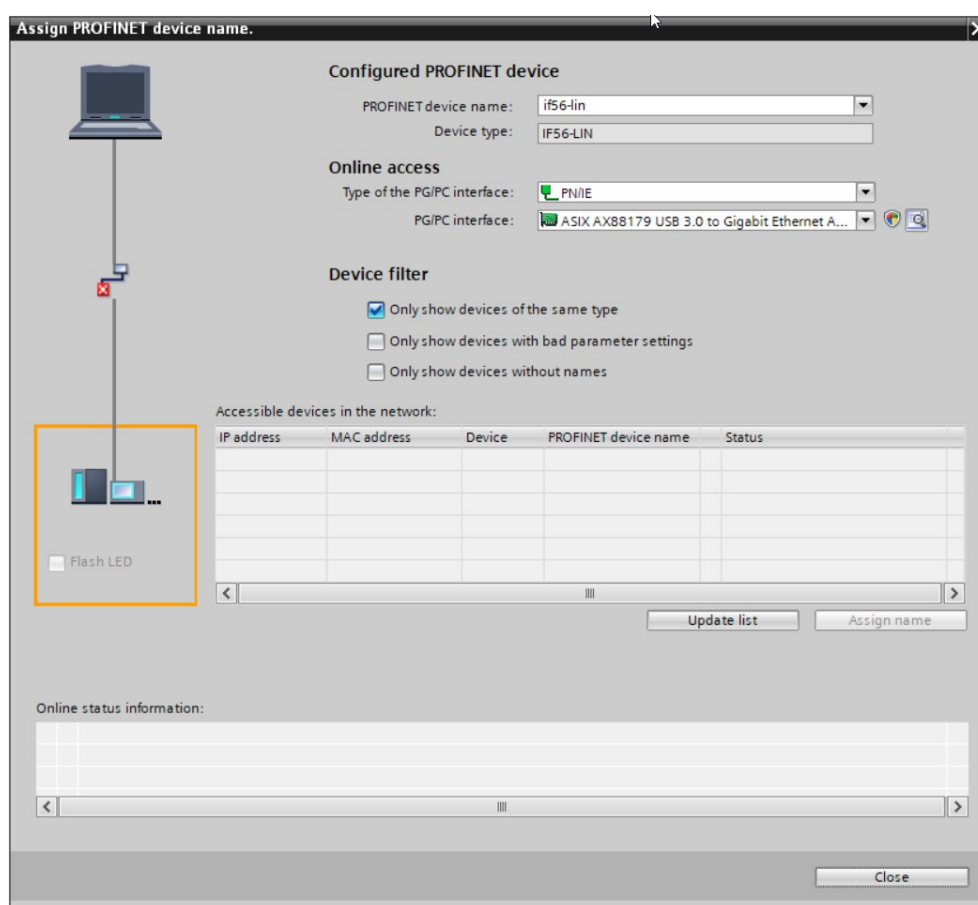 Assign PROFINET device name.
Configured PROFINET device
PROFINET device name: if56-lin
Device type: IF56-LIN
Online access
Type of the PG/PC interface: PN/IE
PG/PC interface: ASIX AX88179 USB 3.0 to Gigabit Ethernet A...
Device filter
Only show devices of the same type
Only show devices with bad parameter settings
Only show devices without names
Accessible devices in the network:
IP address MAC address Device PROFINET device name Status
...
Flash LED
Update list Assign name
Online status information:
Close